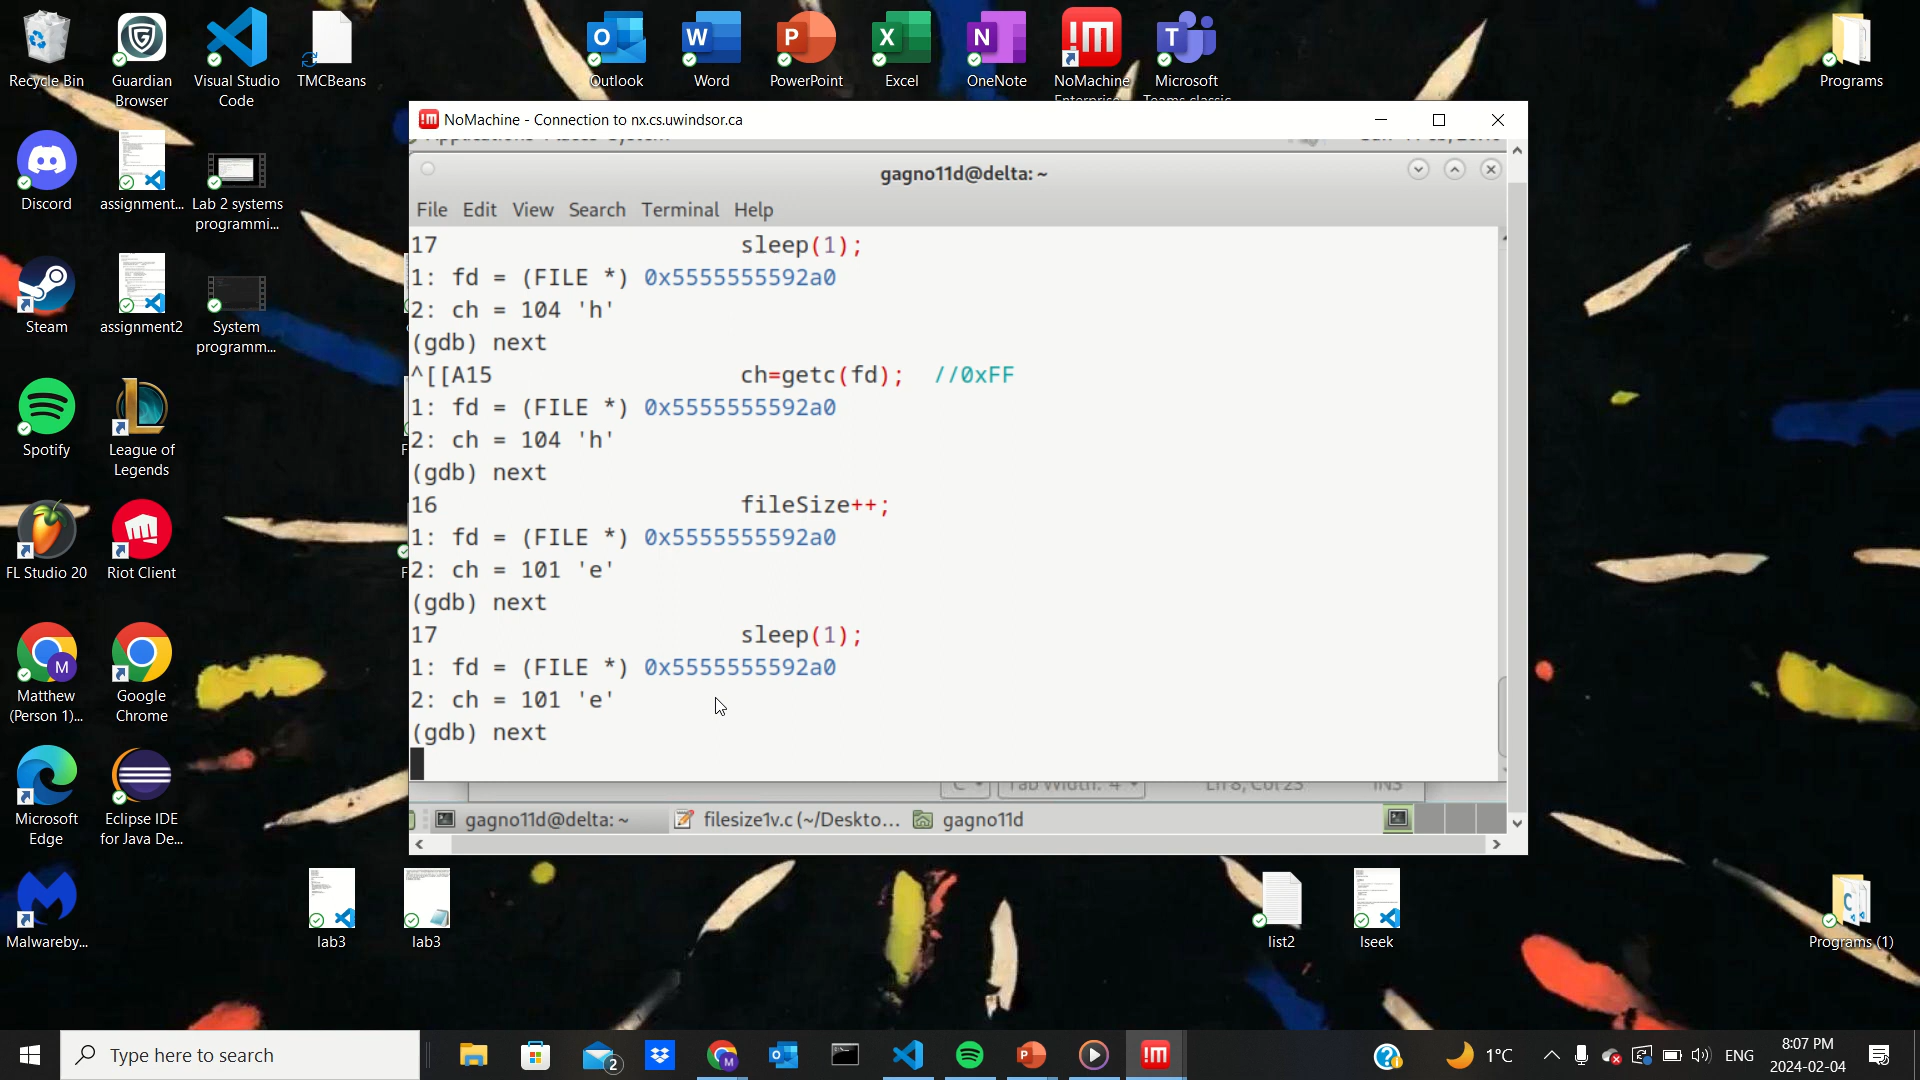 Recycle Bin
Guardian Browser
Visual Studio Code
TMCBeans
Outlook
Word
PowerPoint
Excel
OneNote
NoMachine
Microsoft
Programs
NoMachine - Connection to nx.cs.uwindsor.ca
gagno11d@delta: ~
File Edit View Search Terminal Help
17 sleep(1);
1: fd = (FILE *) 0x5555555592a0
2: ch = 104 'h'
(gdb) next
^[[A15 ch=getc(fd); //0xFF
1: fd = (FILE *) 0x5555555592a0
2: ch = 104 'h'
(gdb) next
16 fileSize++;
1: fd = (FILE *) 0x5555555592a0
2: ch = 101 'e'
(gdb) next
17 sleep(1);
1: fd = (FILE *) 0x5555555592a0
2: ch = 101 'e'
(gdb) next
gagno11d@delta: ~
filesize1v.c (~/Deskto...
gagno11d
Discord
assignment...
Lab 2 systems programmi...
Steam
assignment2
System programm...
Spotify
League of Legends
FL Studio 20
Riot Client
Matthew (Person 1)...
Google Chrome
Microsoft Edge
Eclipse IDE for Java De...
Malwareby...
lab3
lab3
list2
lseek
Programs (1)
Type here to search
2
1°C
ENG
8:07 PM
2024-02-04